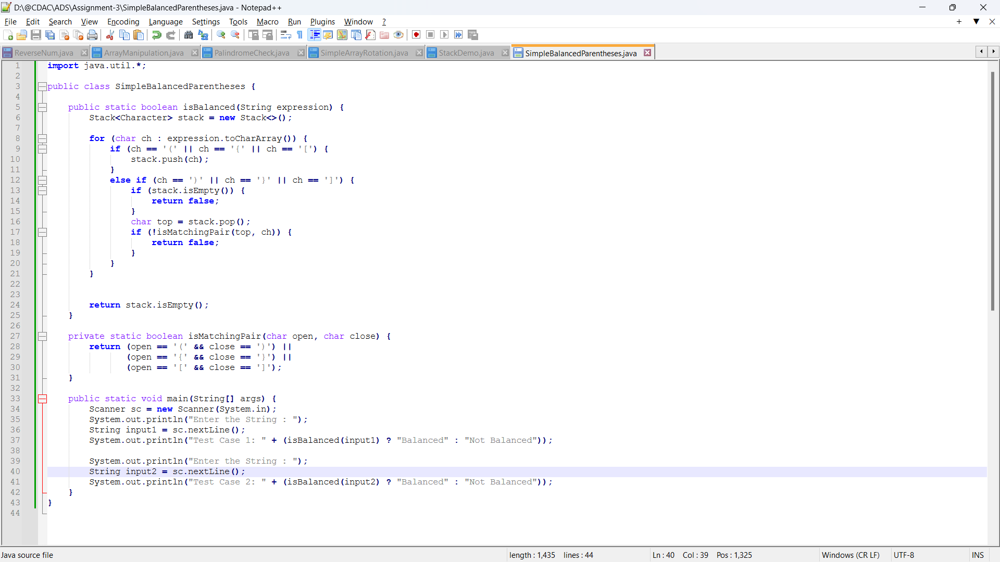 D:\@CDAC\ADS\Assignment-3\SimpleBalancedParentheses.java - Notepad++
File Edit Search View Encoding Language Settings Tools Macro Run Plugins Window ?
ReverseNum.java ArrayManipulation.java PalindromeCheck.java SimpleArrayRotation.java StackDemo.java SimpleBalancedParentheses.java
1 import java.util.*;
2
3 public class SimpleBalancedParentheses {
4
5     public static boolean isBalanced(String expression) {
6         Stack<Character> stack = new Stack<>();
7
8         for (char ch : expression.toCharArray()) {
9             if (ch == '(' || ch == '{' || ch == '[') {
10                 stack.push(ch);
11             }
12             else if (ch == ')' || ch == '}' || ch == ']') {
13                 if (stack.isEmpty()) {
14                     return false;
15                 }
16                 char top = stack.pop();
17                 if (!isMatchingPair(top, ch)) {
18                     return false;
19                 }
20             }
21         }
22
23
24         return stack.isEmpty();
25     }
26
27     private static boolean isMatchingPair(char open, char close) {
28         return (open == '(' && close == ')') ||
29                (open == '{' && close == '}') ||
30                (open == '[' && close == ']');
31     }
32
33     public static void main(String[] args) {
34         Scanner sc = new Scanner(System.in);
35         System.out.println("Enter the String : ");
36         String input1 = sc.nextLine();
37         System.out.println("Test Case 1: " + (isBalanced(input1) ? "Balanced" : "Not Balanced"));
38
39         System.out.println("Enter the String : ");
40         String input2 = sc.nextLine();
41         System.out.println("Test Case 2: " + (isBalanced(input2) ? "Balanced" : "Not Balanced"));
42     }
43 }
44
Java source file length : 1,435 lines : 44 Ln : 40 Col : 39 Pos : 1,325 Windows (CR LF) UTF-8 INS